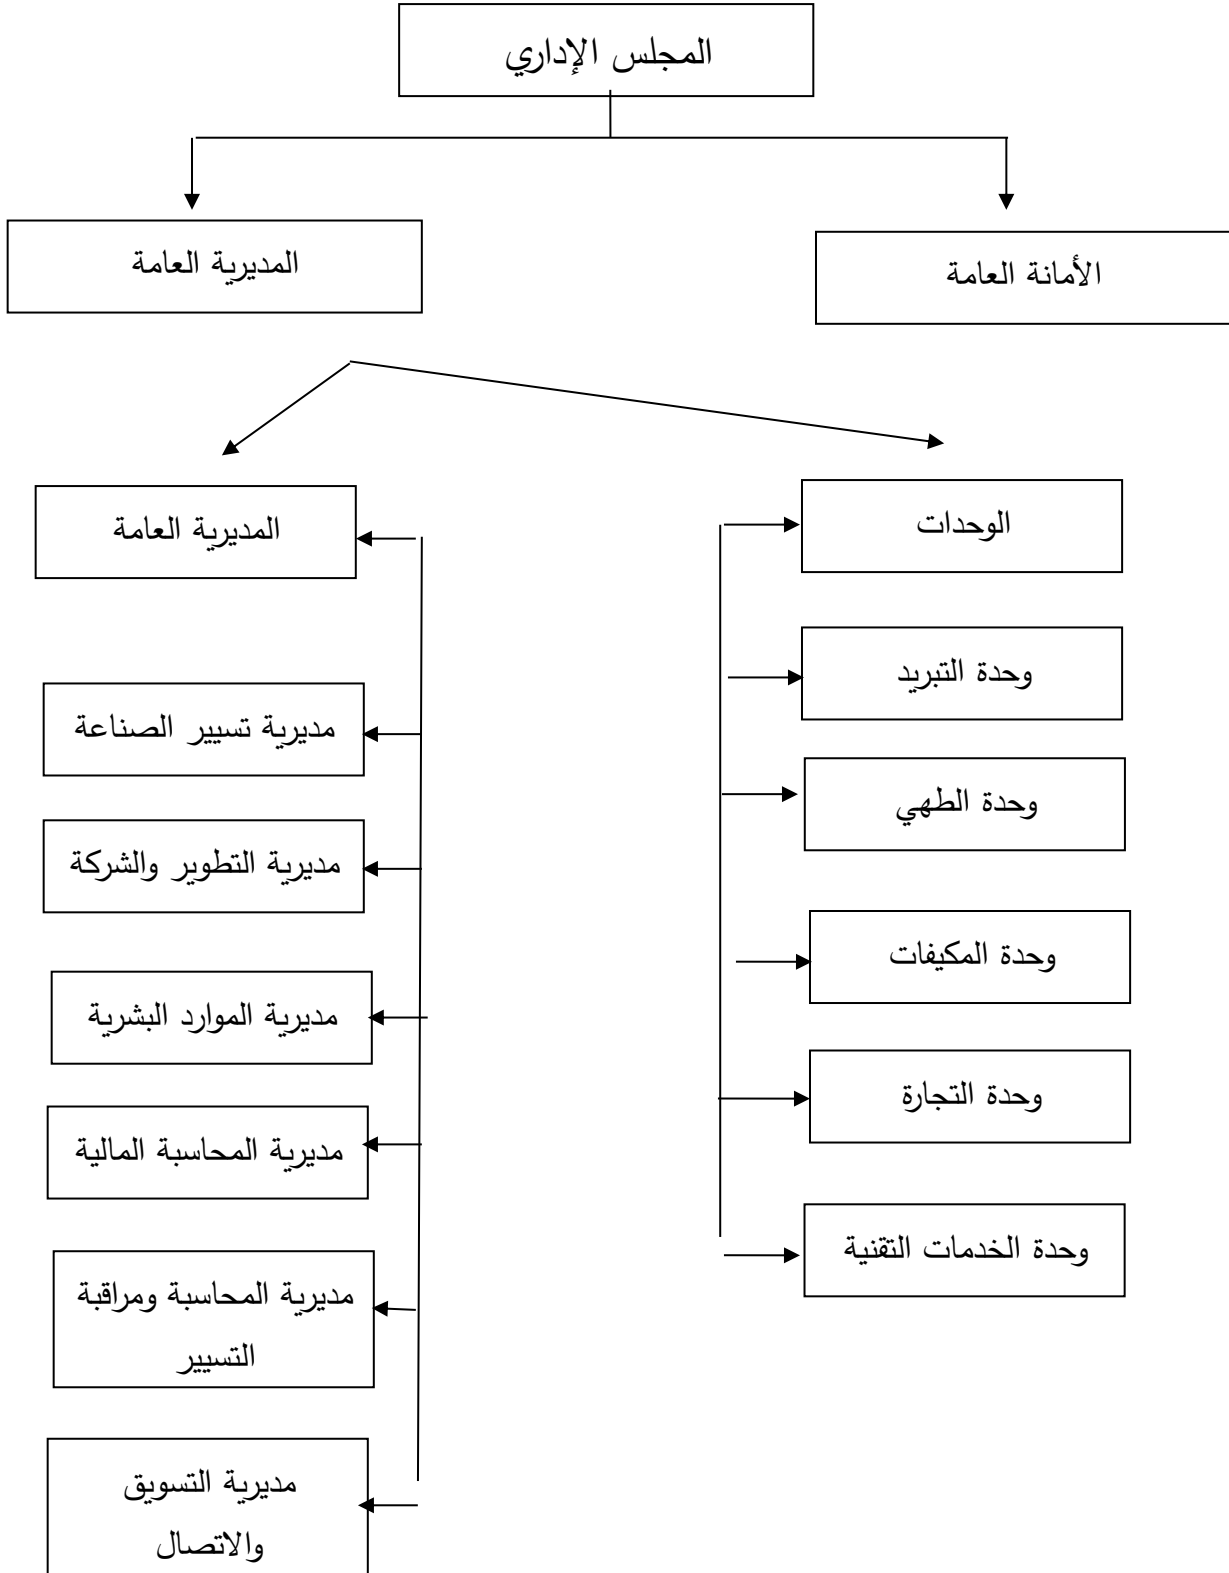 المجلس الإداري
الأمانة العامة
المديرية العامة
الوحدات
وحدة التبريد
وحدة الطهي
وحدة المكيفات
وحدة التجارة
وحدة الخدمات التقنية
المديرية العامة
مديرية تسيير الصناعة
مديرية التطوير والشركة
مديرية الموارد البشرية
مديرية المحاسبة المالية
مديرية المحاسبة ومراقبة
التسيير
مديرية التسويق
والاتصال